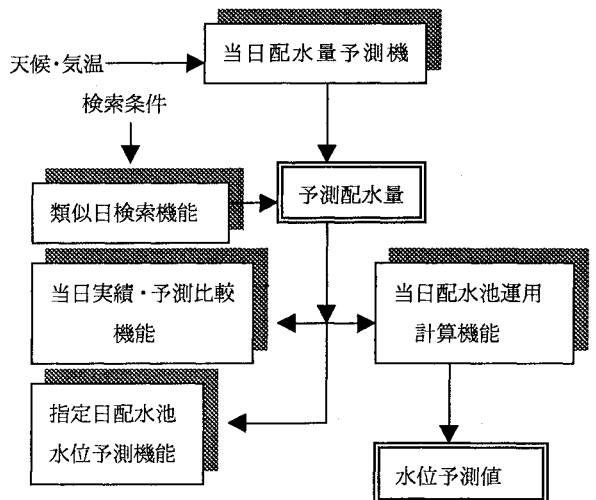 当日配水量予測機
天候・気温
検索条件
類似日検索機能
予測配水量
当日実績・予測比較
機能
当日配水池運用
計算機能
指定日配水池
水位予測機能
水位予測値